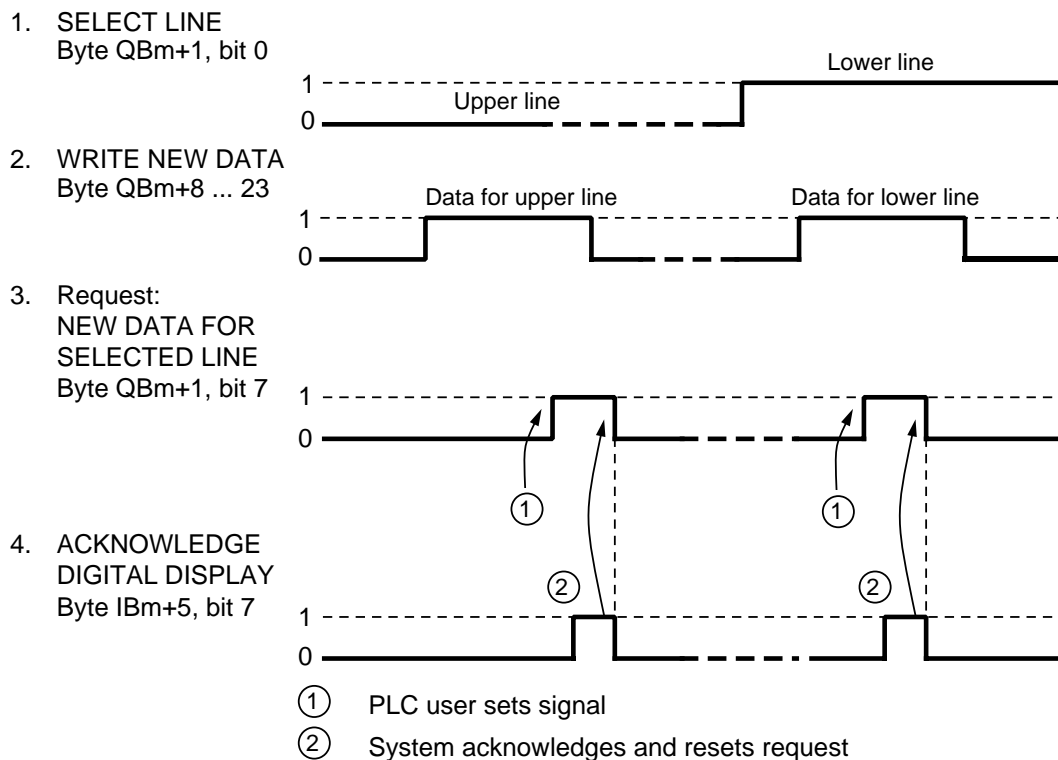 1. SELECT LINE
Byte QBm+1, bit 0
Lower line
1
Upper line
0
2. WRITE NEW DATA
Byte QBm+8 ... 23
Data for upper line
Data for lower line
1
0
3. Request:
NEW DATA FOR
SELECTED LINE
Byte QBm+1, bit 7
1
0
1
1
4. ACKNOWLEDGE
DIGITAL DISPLAY
Byte IBm+5, bit 7
2
2
1
0
1 PLC user sets signal
2 System acknowledges and resets request